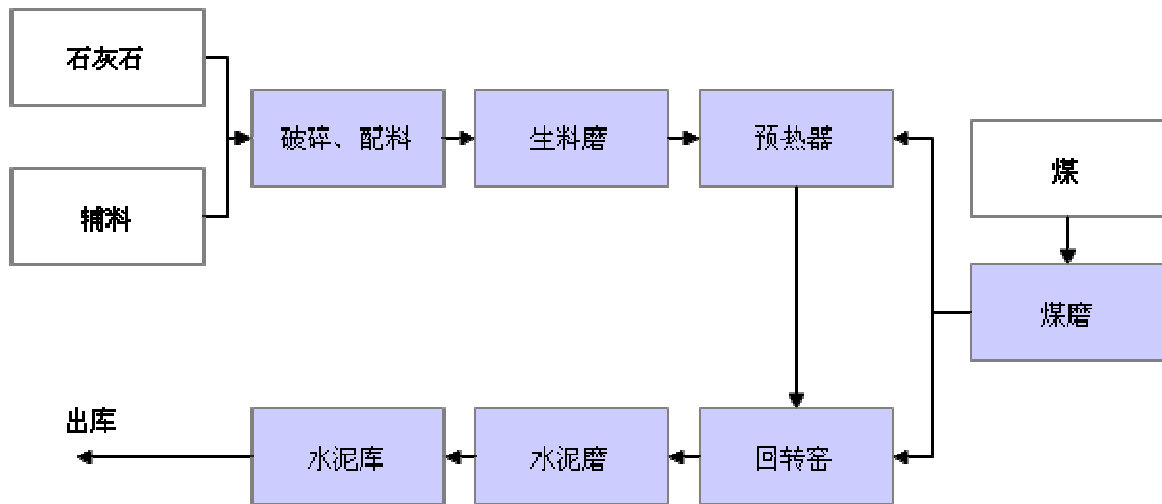 石灰石
破碎、配料
生料磨
预热器
煤
辅料
煤磨
出库
水泥库
水泥磨
回转窑